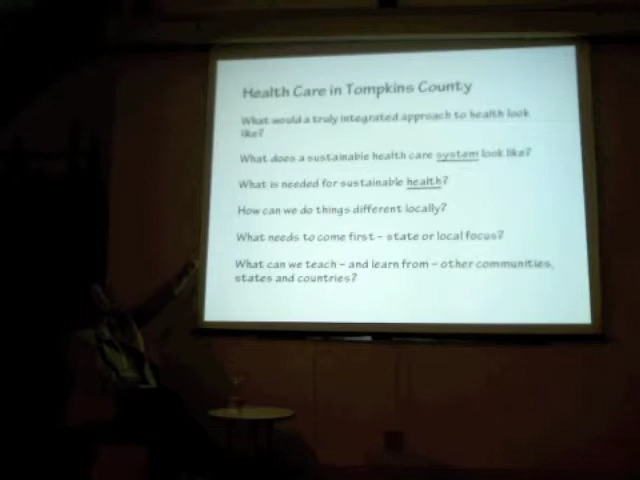 Health Care in Tompkins County
What would a truly integrated approach to health look
like?
What does a sustainable health care system look like?
What is needed for sustainable health?
How can we do things different locally?
What needs to come first - state or local focus?
What can we teach - and learn from - other communities,
states and countries?